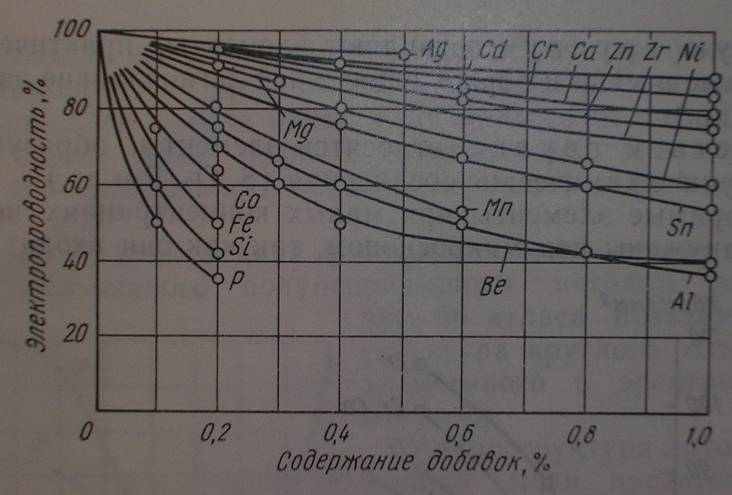 100
80
60
40
20
0
Электропроводность, %
Ag Cd Cr Ca Zn Zr Ni
Mg
Co
Fe
Si
P
Mn
Be
Sn
Al
0,2 0,4 0,6 0,8 1,0
Содержание добавок, %